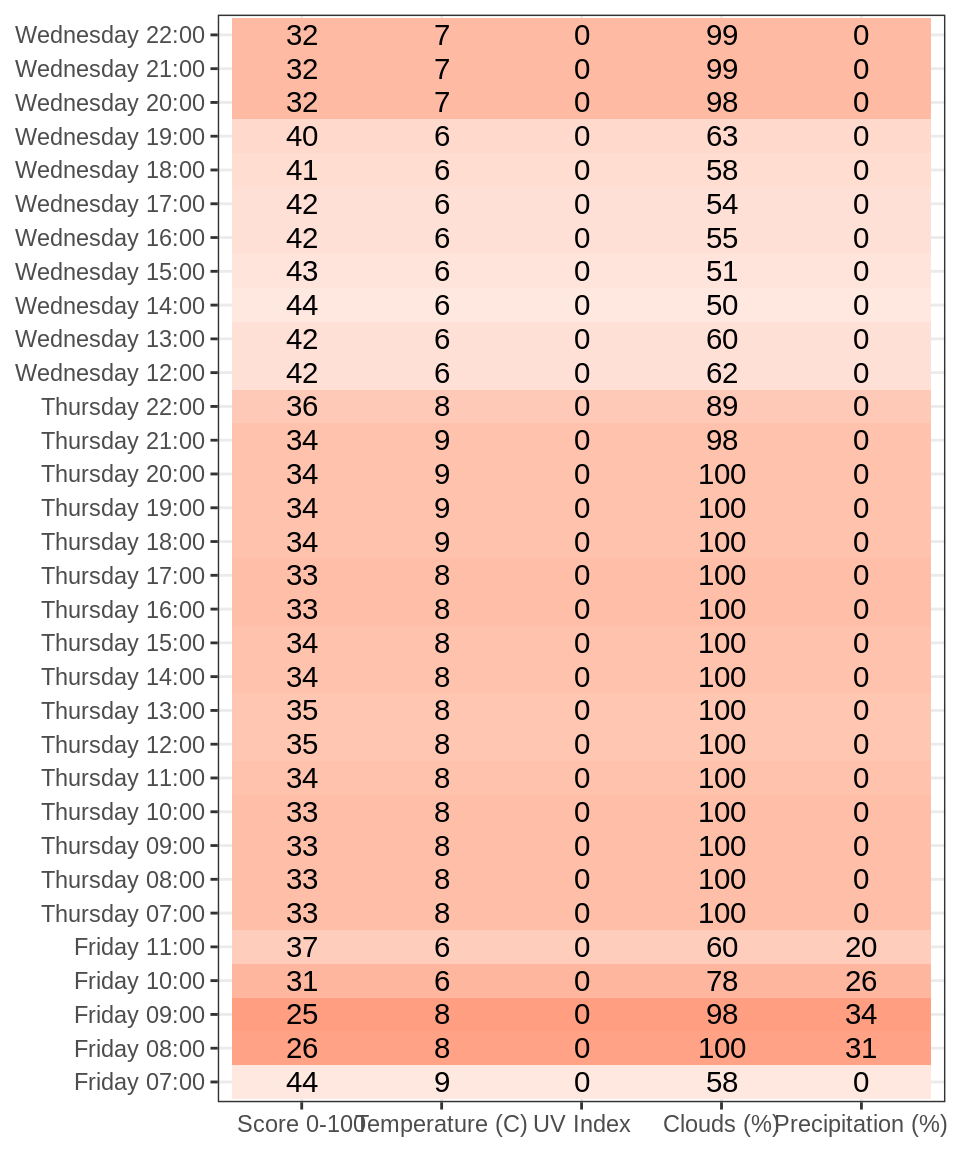 Wednesday 22:00 32 7 0 99 0
Wednesday 21:00 32 7 0 99 0
Wednesday 20:00 32 7 0 98 0
Wednesday 19:00 40 6 0 63 0
Wednesday 18:00 41 6 0 58 0
Wednesday 17:00 42 6 0 54 0
Wednesday 16:00 42 6 0 55 0
Wednesday 15:00 43 6 0 51 0
Wednesday 14:00 44 6 0 50 0
Wednesday 13:00 42 6 0 60 0
Wednesday 12:00 42 6 0 62 0
Thursday 22:00 36 8 0 89 0
Thursday 21:00 34 9 0 98 0
Thursday 20:00 34 9 0 100 0
Thursday 19:00 34 9 0 100 0
Thursday 18:00 34 9 0 100 0
Thursday 17:00 33 8 0 100 0
Thursday 16:00 33 8 0 100 0
Thursday 15:00 34 8 0 100 0
Thursday 14:00 34 8 0 100 0
Thursday 13:00 35 8 0 100 0
Thursday 12:00 35 8 0 100 0
Thursday 11:00 34 8 0 100 0
Thursday 10:00 33 8 0 100 0
Thursday 09:00 33 8 0 100 0
Thursday 08:00 33 8 0 100 0
Thursday 07:00 33 8 0 100 0
Friday 11:00 37 6 0 60 20
Friday 10:00 31 6 0 78 26
Friday 09:00 25 8 0 98 34
Friday 08:00 26 8 0 100 31
Friday 07:00 44 9 0 58 0
Score 0-100 Temperature (C) UV Index Clouds (%) Precipitation (%)